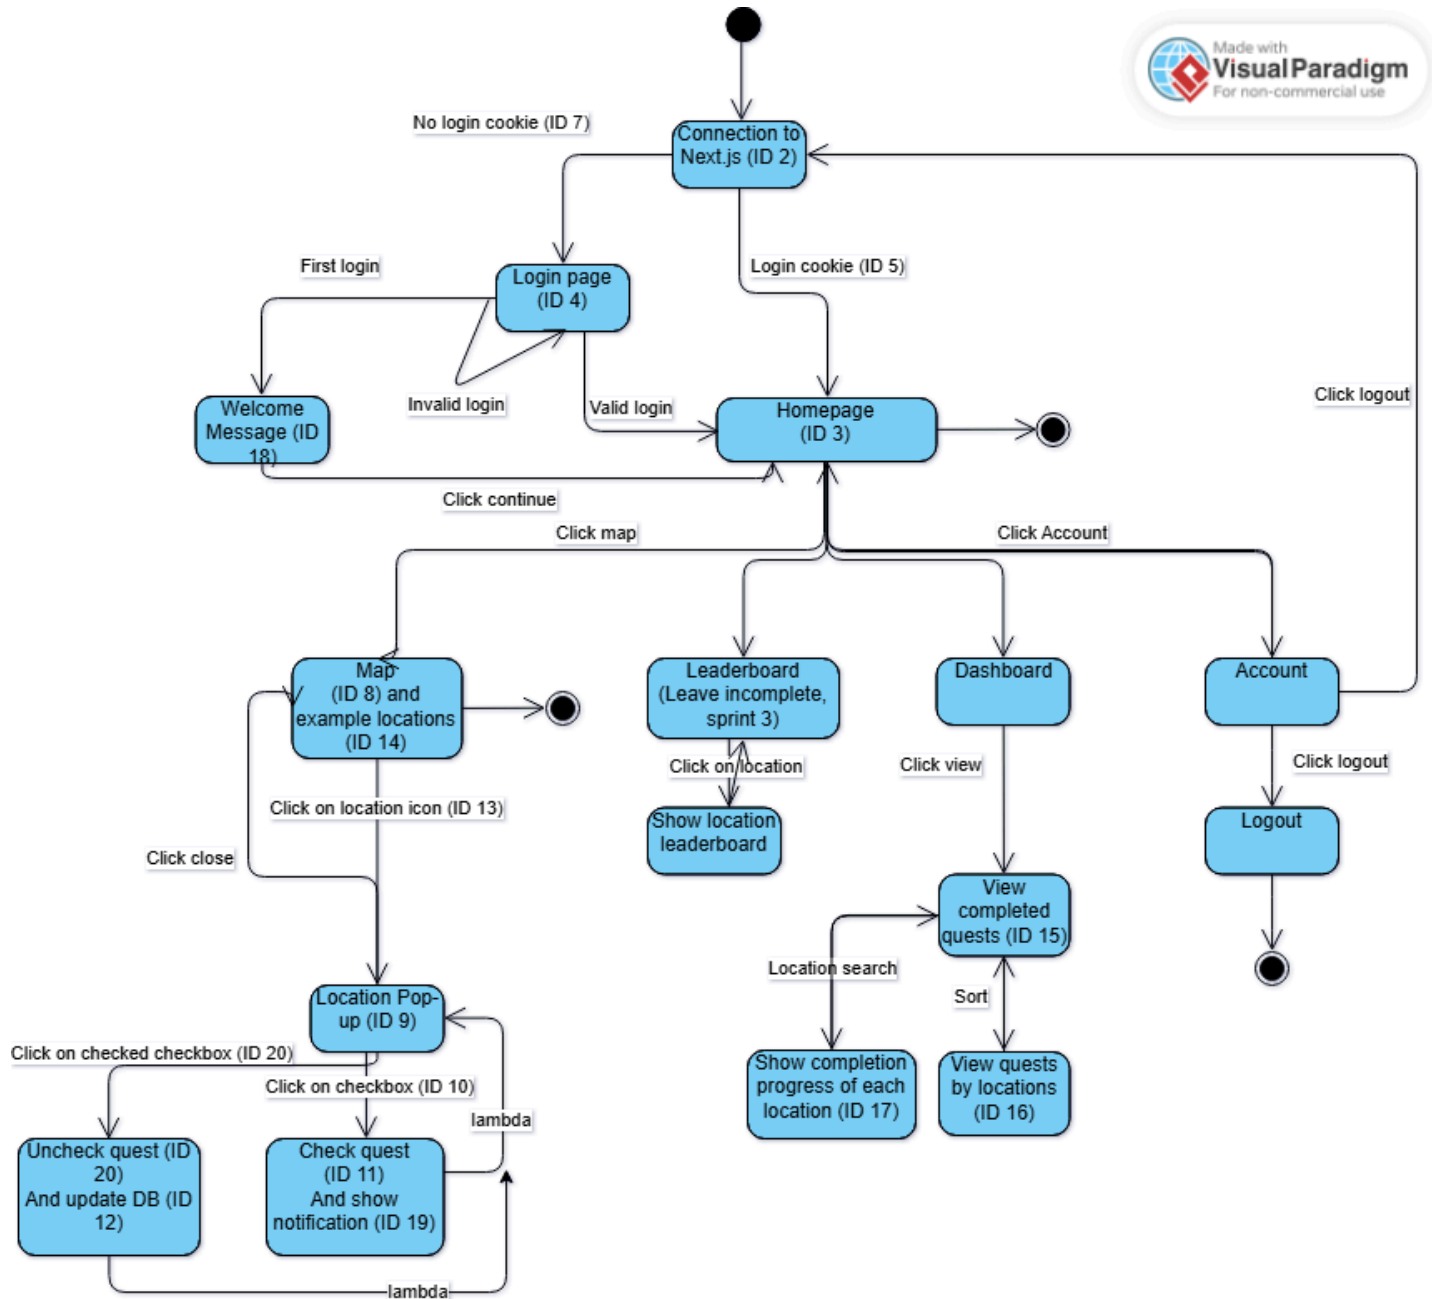 Made with
Visual Paradigm
For non-commercial use
No login cookie (ID 7)
Connection to
Next.js (ID 2)
First login
Login page
(ID 4)
Login cookie (ID 5)
Click logout
Welcome
Message (ID
18)
Invalid login
Valid login
Homepage
(ID 3)
Click continue
Click map
Click Account
Map
(ID 8) and
example locations
(ID 14)
Leaderboard
(Leave incomplete,
sprint 3)
Dashboard
Account
Click on location
Click view
Click logout
Click on location icon (ID 13)
Show location
leaderboard
Logout
Click close
View
completed
quests (ID 15)
Location search
Sort
Location Pop-
up (ID 9)
Click on checked checkbox (ID 20)
Click on checkbox (ID 10)
lambda
Show completion
progress of each
location (ID 17)
View quests
by locations
(ID 16)
Uncheck quest (ID
20)
And update DB (ID
12)
Check quest
(ID 11)
And show
notification (ID 19)
lambda